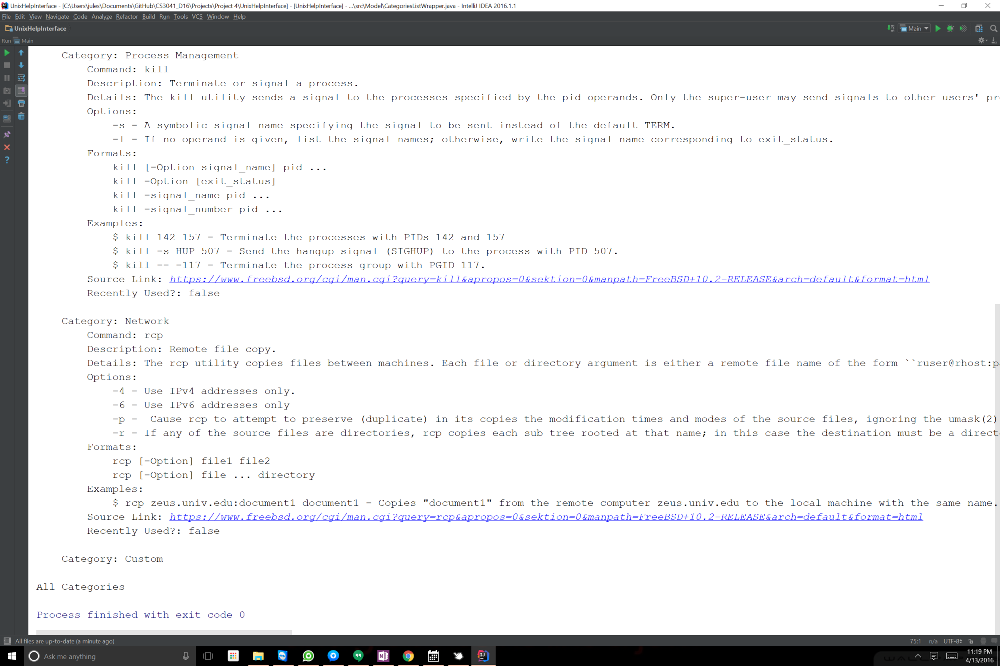 UnixHelpInterface - [C:\Users\jules\Documents\GitHub\CS3041_D16\Projects\Project 4\UnixHelpInterface] - [UnixHelpInterface] - ...\src\Model\CategoriesListWrapper.java - IntelliJ IDEA 2016.1.1
File Edit View Navigate Code Analyze Refactor Build Run Tools VCS Window Help
UnixHelpInterface
Main
Run Main
Category: Process Management
Command: kill
Description: Terminate or signal a process.
Details: The kill utility sends a signal to the processes specified by the pid operands. Only the super-user may send signals to other users' pr
Options:
-s - A symbolic signal name specifying the signal to be sent instead of the default TERM.
-l - If no operand is given, list the signal names; otherwise, write the signal name corresponding to exit_status.
Formats:
kill [-Option signal_name] pid ...
kill -Option [exit_status]
kill -signal_name pid ...
kill -signal_number pid ...
Examples:
$ kill 142 157 - Terminate the processes with PIDs 142 and 157
$ kill -s HUP 507 - Send the hangup signal (SIGHUP) to the process with PID 507.
$ kill -- -117 - Terminate the process group with PGID 117.
Source Link: https://www.freebsd.org/cgi/man.cgi?query=kill&apropos=0&sektion=0&manpath=FreeBSD+10.2-RELEASE&arch=default&format=html
Recently Used?: false
Category: Network
Command: rcp
Description: Remote file copy.
Details: The rcp utility copies files between machines. Each file or directory argument is either a remote file name of the form ``ruser@rhost:p
Options:
-4 - Use IPv4 addresses only.
-6 - Use IPv6 addresses only
-p -  Cause rcp to attempt to preserve (duplicate) in its copies the modification times and modes of the source files, ignoring the umask(2)
-r - If any of the source files are directories, rcp copies each sub tree rooted at that name; in this case the destination must be a direct
Formats:
rcp [-Option] file1 file2
rcp [-Option] file ... directory
Examples:
$ rcp zeus.univ.edu:document1 document1 - Copies "document1" from the remote computer zeus.univ.edu to the local machine with the same name.
Source Link: https://www.freebsd.org/cgi/man.cgi?query=rcp&apropos=0&sektion=0&manpath=FreeBSD+10.2-RELEASE&arch=default&format=html
Recently Used?: false
Category: Custom
All Categories
Process finished with exit code 0
All files are up-to-date (a minute ago)
75:1 n/a UTF-8
Ask me anything
11:19 PM
4/13/2016